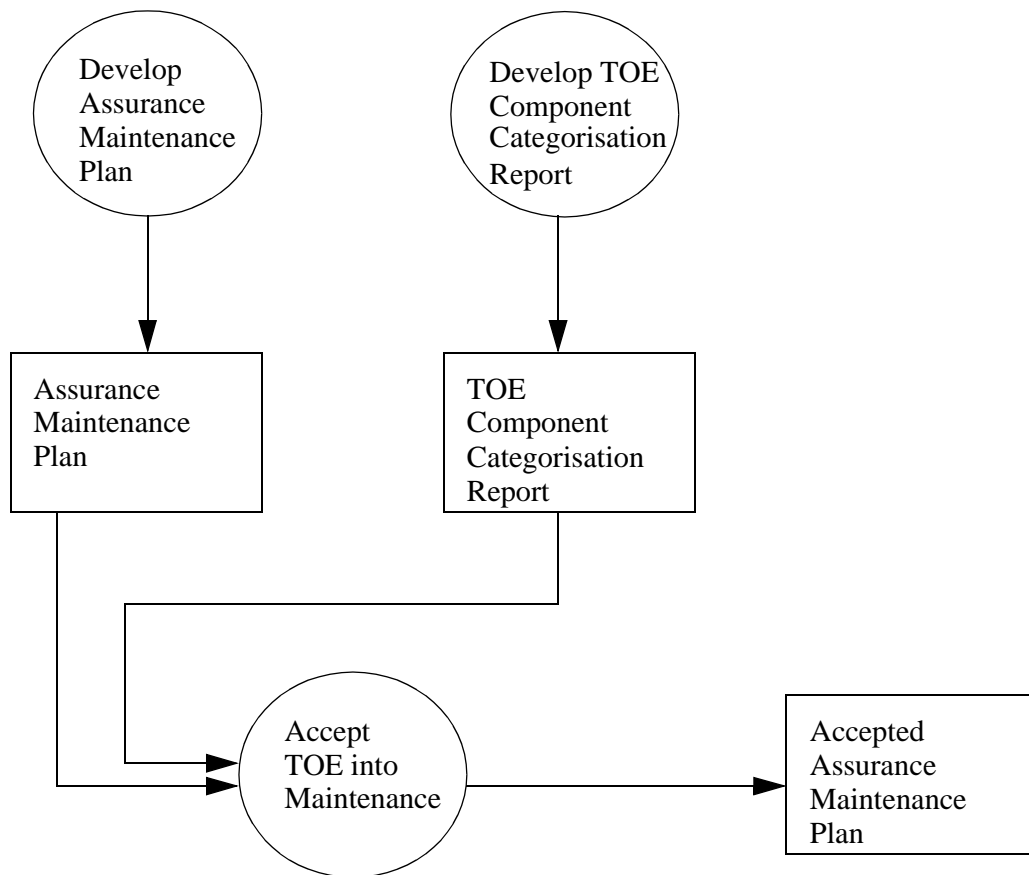 Develop
Assurance
Maintenance
Plan
Develop TOE
Component
Categorisation
Report
Assurance
Maintenance
Plan
TOE
Component
Categorisation
Report
Accept
TOE into
Maintenance
Accepted
Assurance
Maintenance
Plan